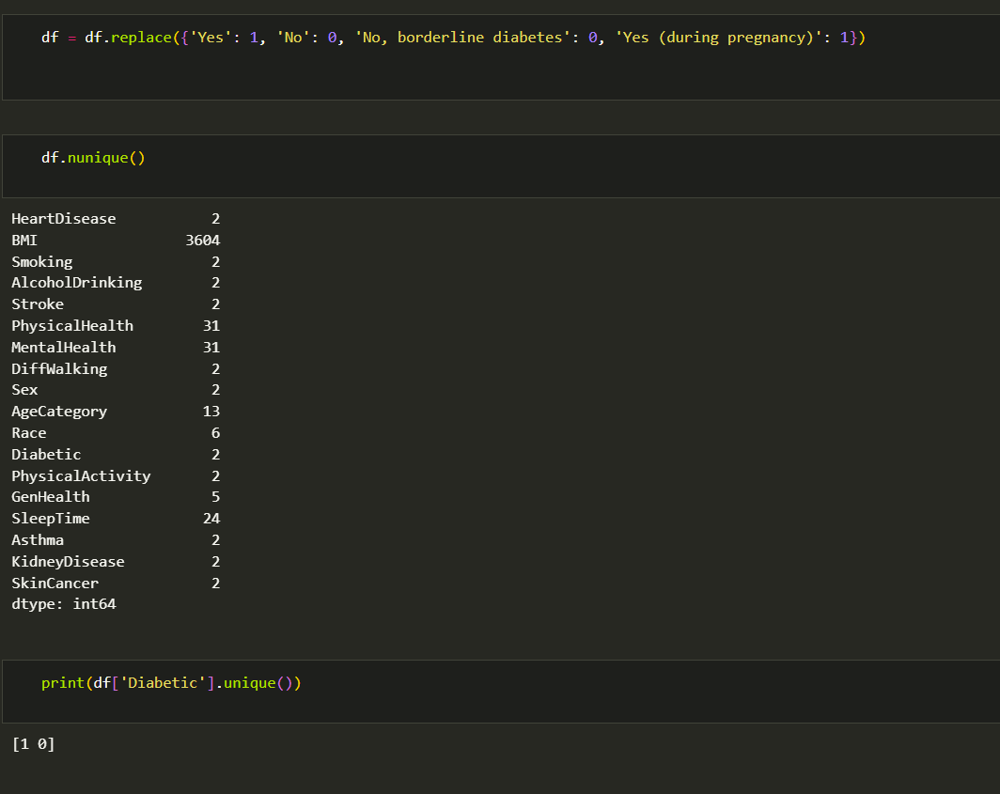 df = df.replace({'Yes': 1, 'No': 0, 'No, borderline diabetes': 0, 'Yes (during pregnancy)': 1})
df.nunique()
HeartDisease 2
BMI 3604
Smoking 2
AlcoholDrinking 2
Stroke 2
PhysicalHealth 31
MentalHealth 31
DiffWalking 2
Sex 2
AgeCategory 13
Race 6
Diabetic 2
PhysicalActivity 2
GenHealth 5
SleepTime 24
Asthma 2
KidneyDisease 2
SkinCancer 2
dtype: int64
print(df['Diabetic'].unique())
[1 0]